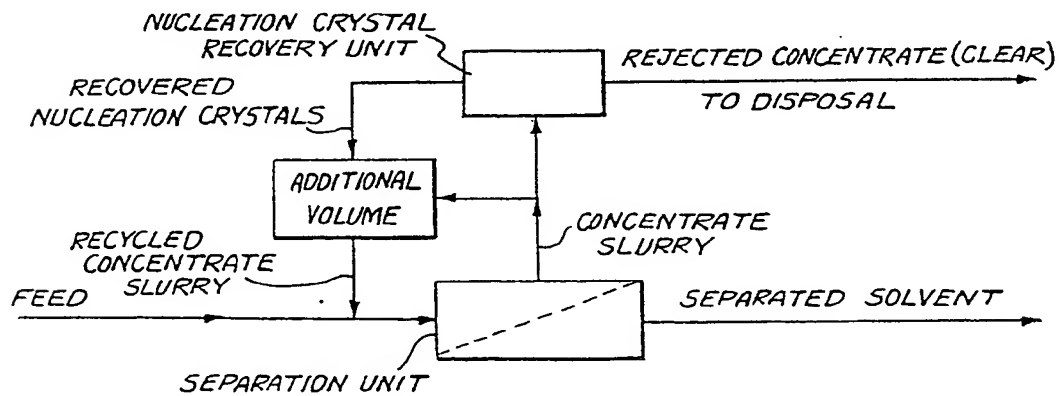 NUCLEATION CRYSTAL
RECOVERY UNIT
REJECTED CONCENTRATE (CLEAR)
TO DISPOSAL
RECOVERED
NUCLEATION CRYSTALS
ADDITIONAL
VOLUME
CONCENTRATE
SLURRY
RECYCLED
CONCENTRATE
SLURRY
FEED
SEPARATED SOLVENT
SEPARATION UNIT